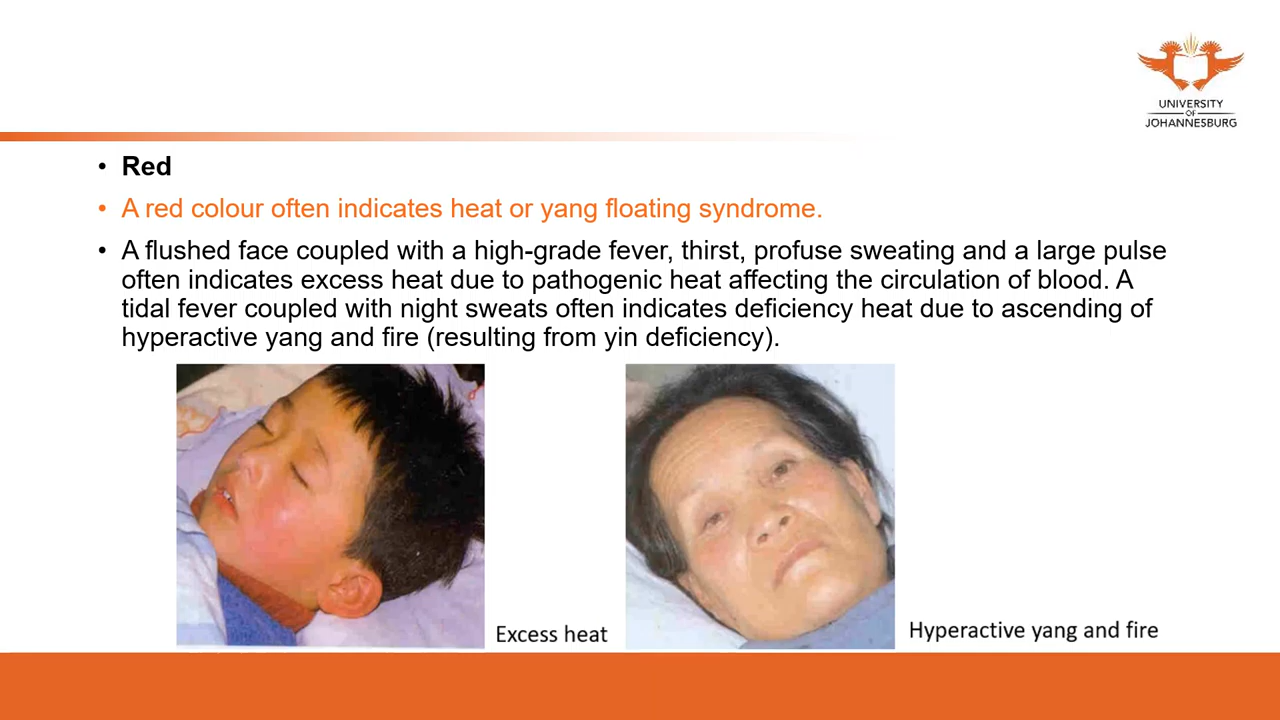 UNIVERSITY
OF
JOHANNESBURG
• Red
• A red colour often indicates heat or yang floating syndrome.
• A flushed face coupled with a high-grade fever, thirst, profuse sweating and a large pulse
often indicates excess heat due to pathogenic heat affecting the circulation of blood. A
tidal fever coupled with night sweats often indicates deficiency heat due to ascending of
hyperactive yang and fire (resulting from yin deficiency).
Excess heat
Hyperactive yang and fire